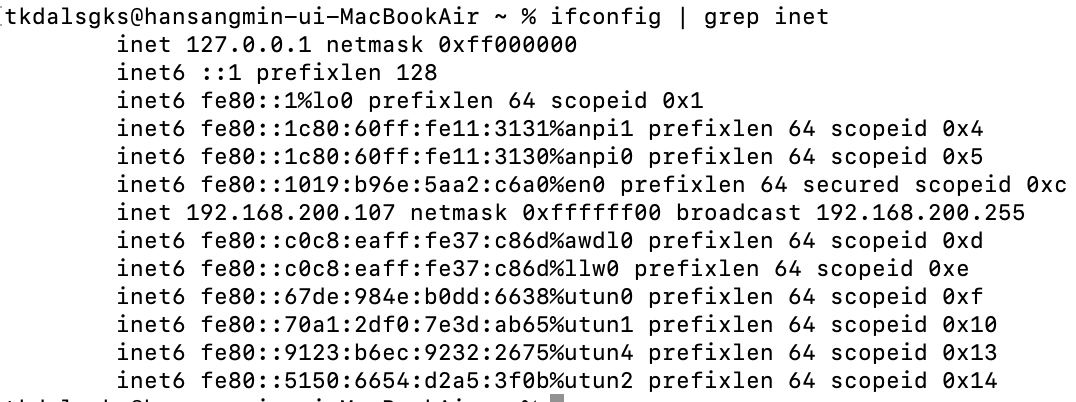 tkdalsgks@hansangmin-ui-MacBookAir ~ % ifconfig | grep inet
inet 127.0.0.1 netmask 0xff000000
inet6 ::1 prefixlen 128
inet6 fe80::1%lo0 prefixlen 64 scopeid 0x1
inet6 fe80::1c80:60ff:fe11:3131%anpi1 prefixlen 64 scopeid 0x4
inet6 fe80::1c80:60ff:fe11:3130%anpi0 prefixlen 64 scopeid 0x5
inet6 fe80::1019:b96e:5aa2:c6a0%en0 prefixlen 64 secured scopeid 0xc
inet 192.168.200.107 netmask 0xffffff00 broadcast 192.168.200.255
inet6 fe80::c0c8:eaff:fe37:c86d%awdl0 prefixlen 64 scopeid 0xd
inet6 fe80::c0c8:eaff:fe37:c86d%llw0 prefixlen 64 scopeid 0xe
inet6 fe80::67de:984e:b0dd:6638%utun0 prefixlen 64 scopeid 0xf
inet6 fe80::70a1:2df0:7e3d:ab65%utun1 prefixlen 64 scopeid 0x10
inet6 fe80::9123:b6ec:9232:2675%utun4 prefixlen 64 scopeid 0x13
inet6 fe80::5150:6654:d2a5:3f0b%utun2 prefixlen 64 scopeid 0x14